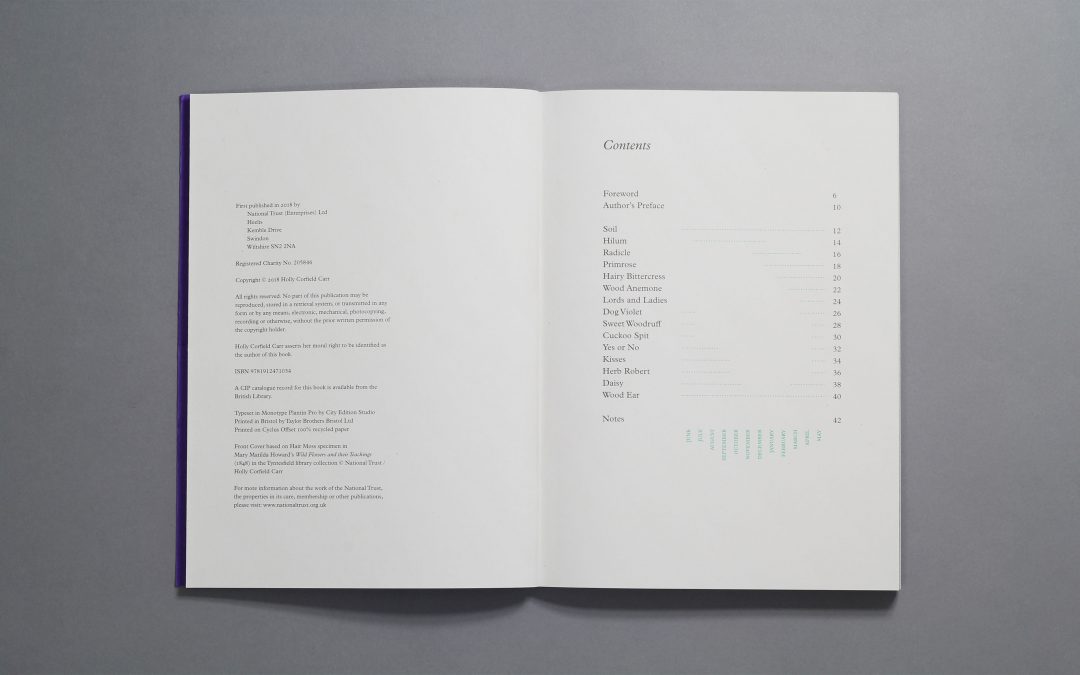 First published in 2018 by
National Trust (Enterprises) Ltd
Heelis
Kemble Drive
Swindon
Wiltshire SN2 2NA
Registered Charity No. 205846
Copyright © 2018 Holly Corfield Carr
All rights reserved. No part of this publication may be
reproduced, stored in a retrieval system, or transmitted in any
form or by any means, electronic, mechanical, photocopying,
recording or otherwise, without the prior written permission of
the copyright holder.
Holly Corfield Carr asserts her moral right to be identified as
the author of this book.
ISBN 9781912471034
A CIP catalogue record for this book is available from the
British Library.
Typeset in Monotype Plantin Pro by City Edition Studio
Printed in Bristol by Taylor Brothers Bristol Ltd
Printed on Cyclus Offset 100% recycled paper
Front Cover based on Hair Moss specimen in
Mary Matilda Howard's Wild Flowers and their Teachings
(1848) in the Tyntesfield library collection © National Trust /
Holly Corfield Carr
For more information about the work of the National Trust,
the properties in its care, membership or other publications,
please visit: www.nationaltrust.org.uk
Contents
Foreword 6
Author's Preface 10
Soil 12
Hilum 14
Radicle 16
Primrose 18
Hairy Bittercress 20
Wood Anemone 22
Lords and Ladies 24
Dog Violet 26
Sweet Woodruff 28
Cuckoo Spit 30
Yes or No 32
Kisses 34
Herb Robert 36
Daisy 38
Wood Ear 40
Notes 42
JUNE
JULY
AUGUST
SEPTEMBER
OCTOBER
NOVEMBER
DECEMBER
JANUARY
FEBRUARY
MARCH
APRIL
MAY